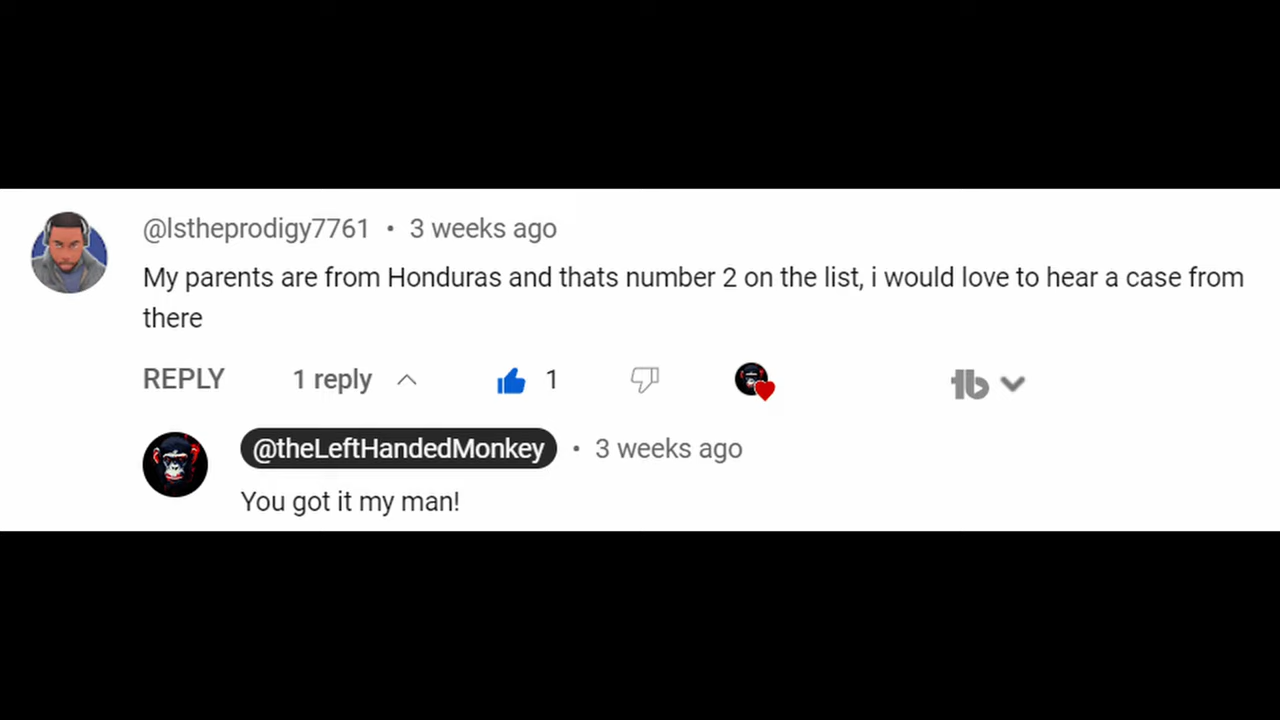 @lstheprodigy7761 • 3 weeks ago
My parents are from Honduras and thats number 2 on the list, i would love to hear a case from
there
REPLY 1 reply 1 tb
@theLeftHandedMonkey • 3 weeks ago
You got it my man!